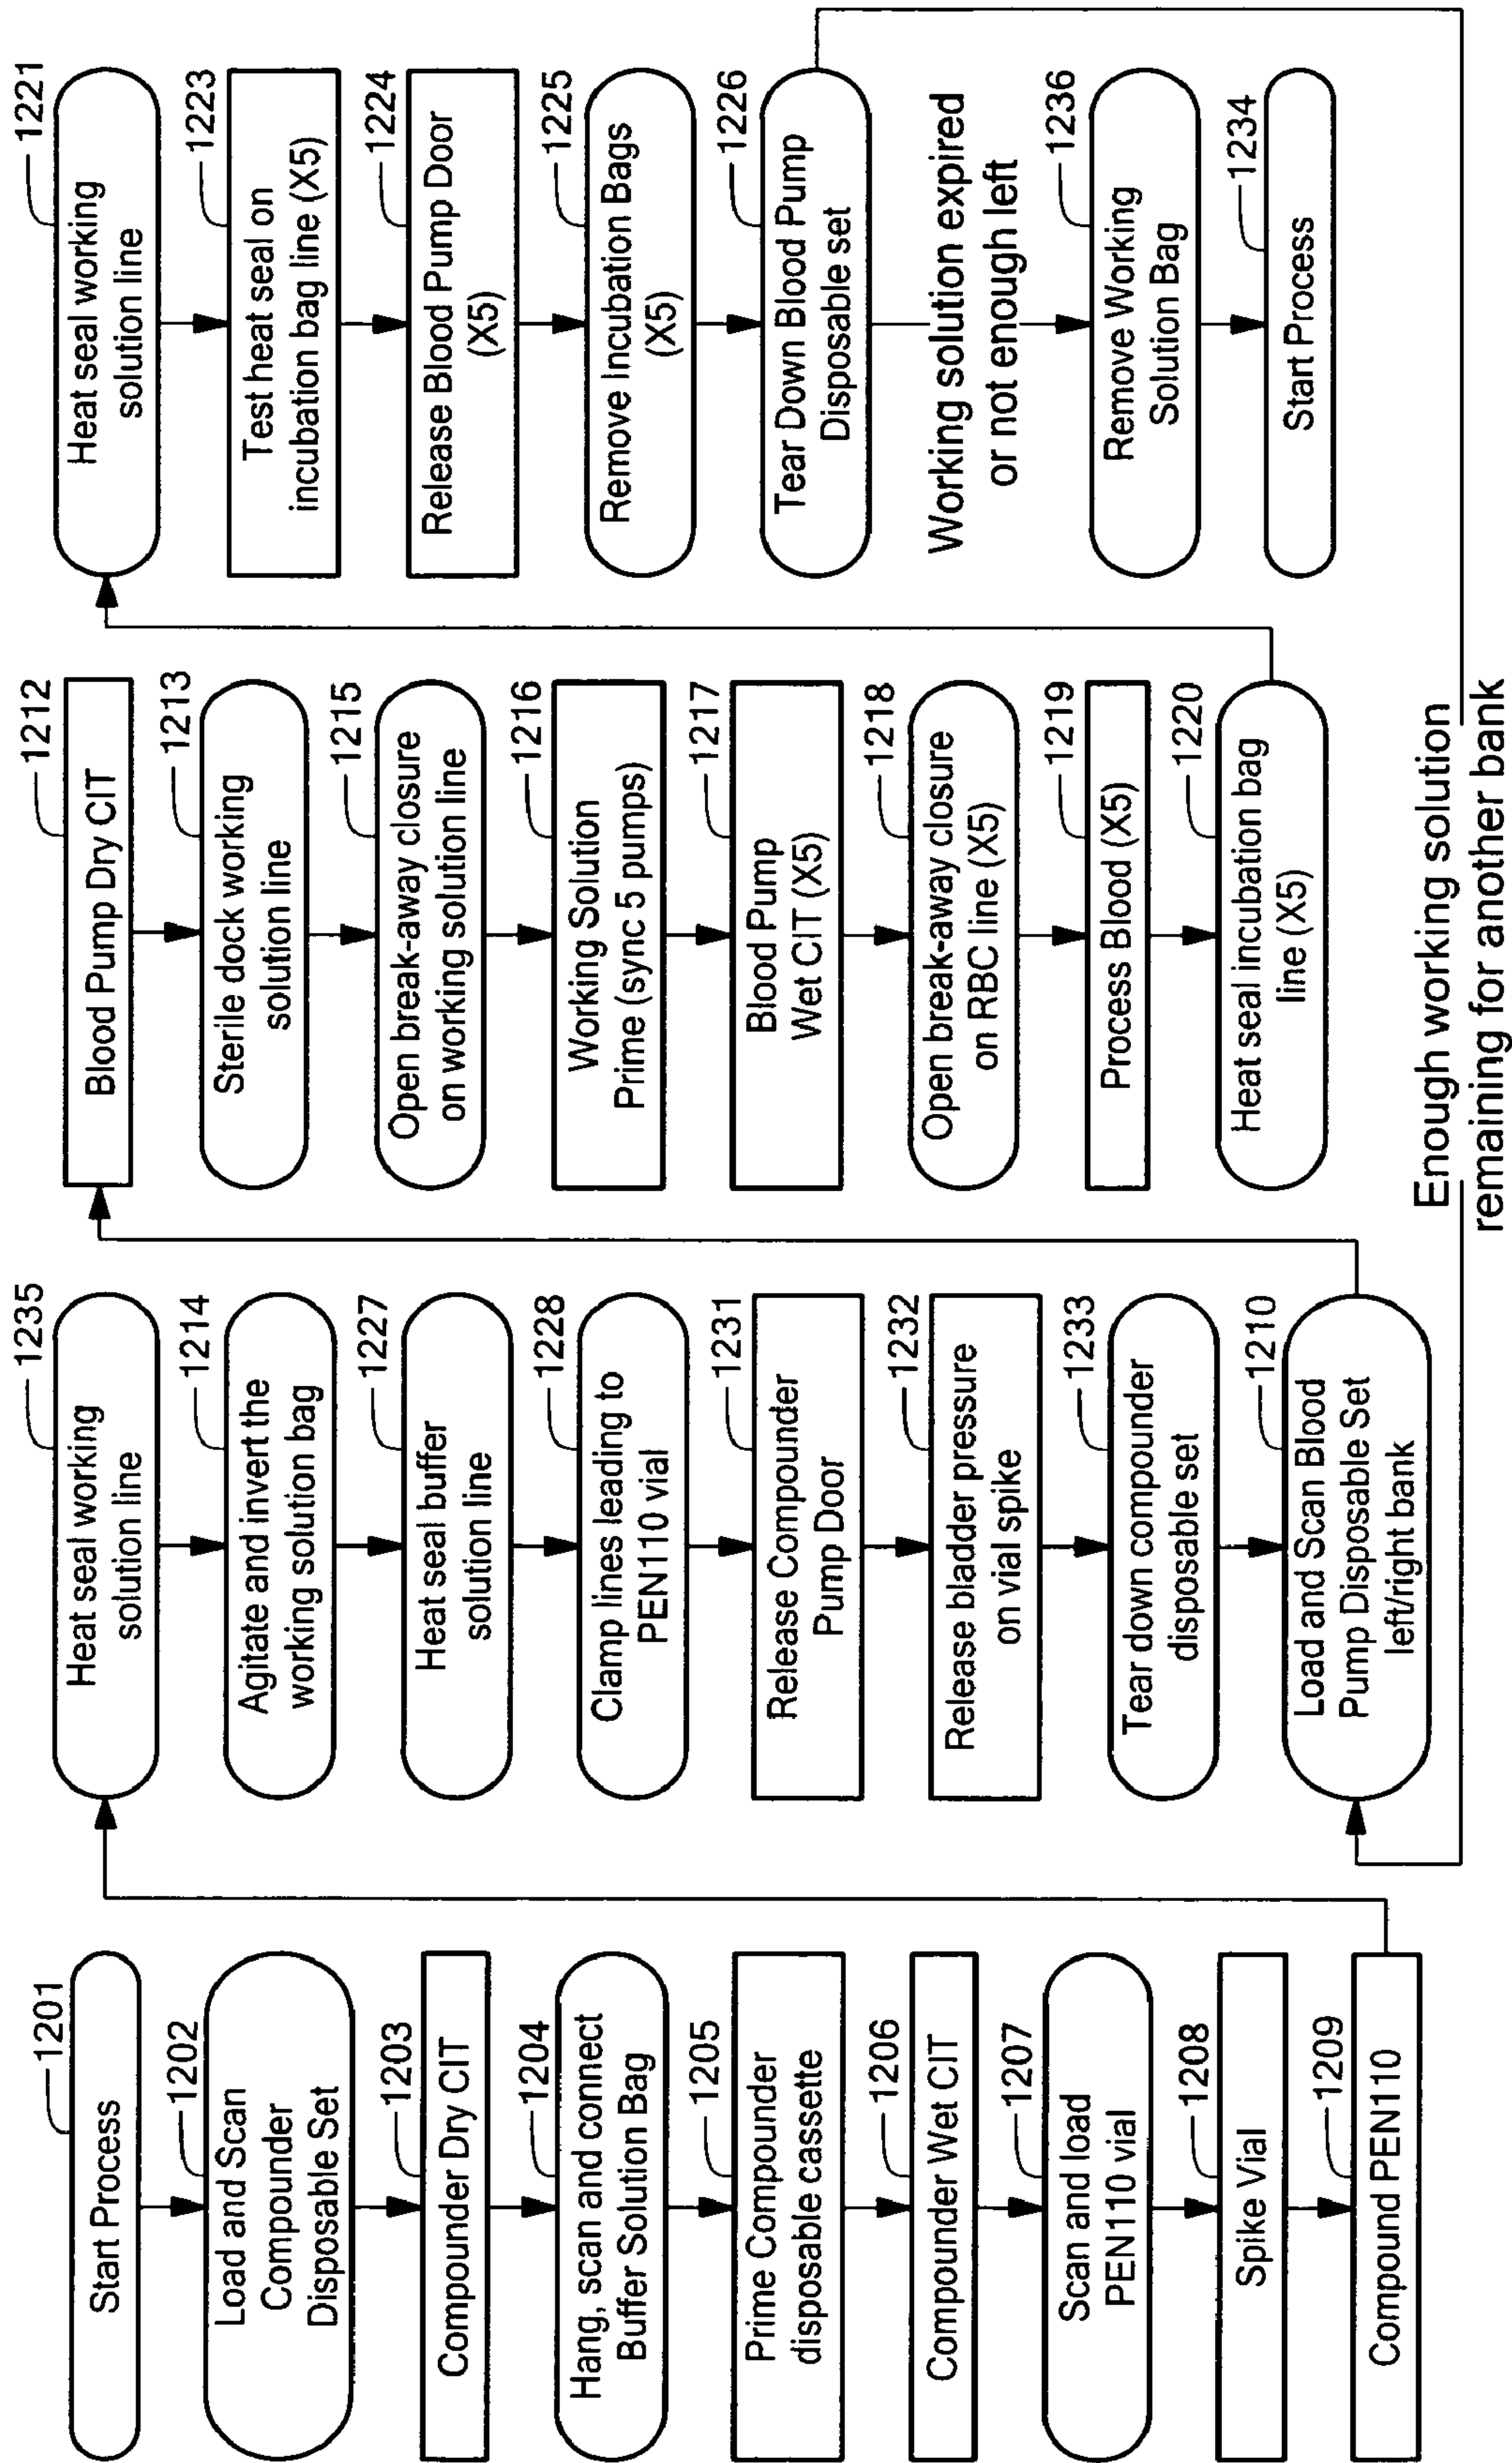 1201
Start Process
1202
Load and Scan
Compounder
Disposable Set
1203
Compounder Dry CIT
1204
Hang, scan and connect
Buffer Solution Bag
1205
Prime Compounder
disposable cassette
1206
Compounder Wet CIT
1207
Scan and load
PEN110 vial
1208
Spike Vial
1209
Compound PEN110
1235
Heat seal working
solution line
1214
Agitate and invert the
working solution bag
1227
Heat seal buffer
solution line
1228
Clamp lines leading to
PEN110 vial
1231
Release Compounder
Pump Door
1232
Release bladder pressure
on vial spike
1233
Tear down compounder
disposable set
1210
Load and Scan Blood
Pump Disposable Set
left/right bank
1212
Blood Pump Dry CIT
1213
Sterile dock working
solution line
1215
Open break-away closure
on working solution line
1216
Working Solution
Prime (sync 5 pumps)
1217
Blood Pump
Wet CIT (X5)
1218
Open break-away closure
on RBC line (X5)
1219
Process Blood (X5)
1220
Heat seal incubation bag
line (X5)
1221
Heat seal working
solution line
1223
Test heat seal on
incubation bag line (X5)
1224
Release Blood Pump Door
(X5)
1225
Remove Incubation Bags
(X5)
1226
Tear Down Blood Pump
Disposable set
Working solution expired
or not enough left
1236
Remove Working
Solution Bag
1234
Start Process
Enough working solution
remaining for another bank